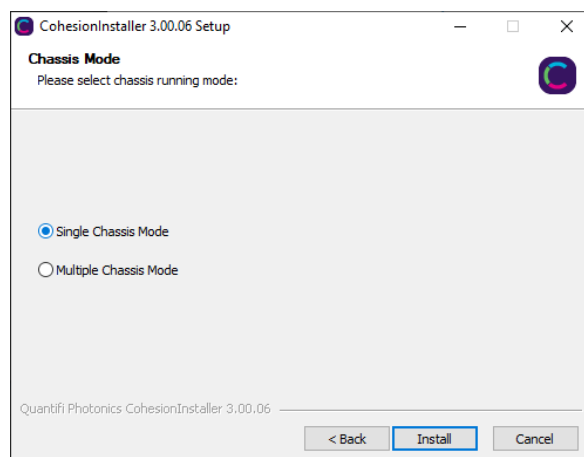 CohesionInstaller 3.00.06 Setup
Chassis Mode
Please select chassis running mode:
Single Chassis Mode
Multiple Chassis Mode
Quantifi Photonics CohesionInstaller 3.00.06
< Back Install Cancel